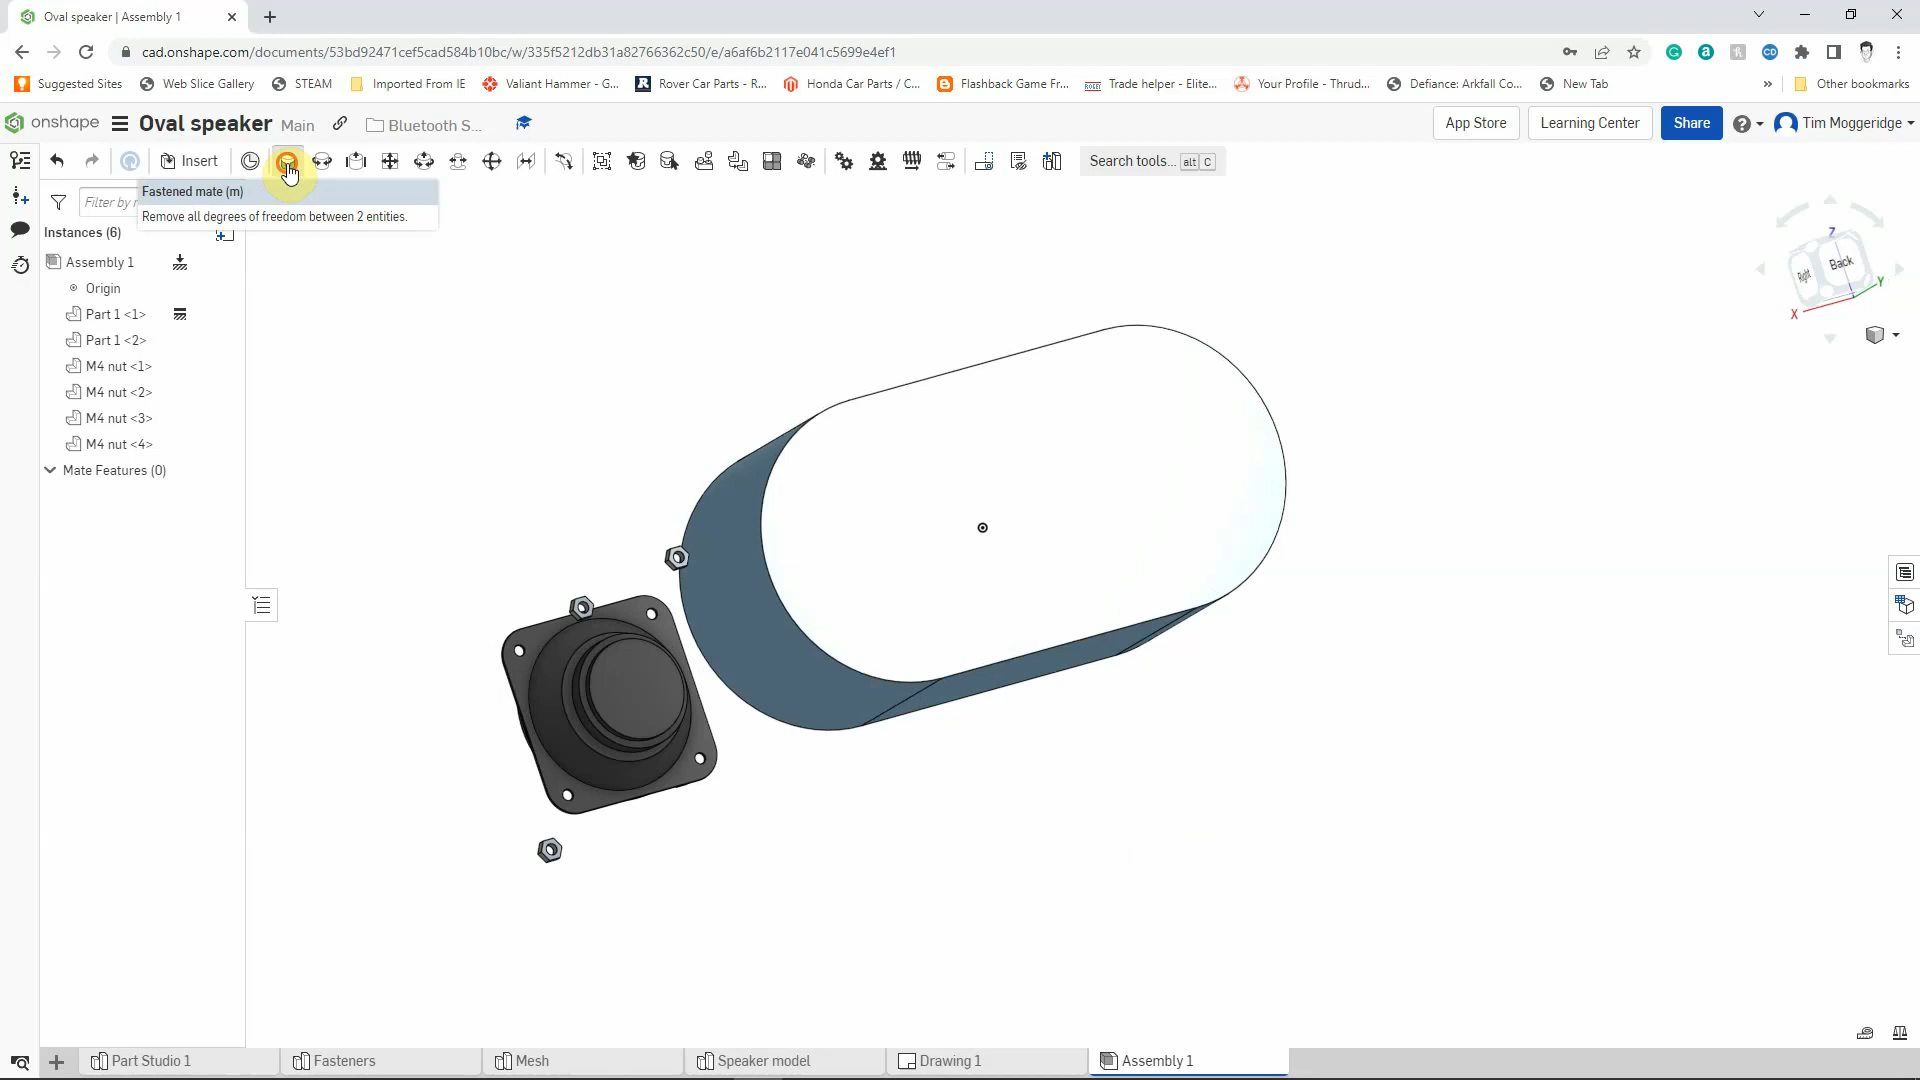 Oval speaker | Assembly 1
cad.onshape.com/documents/53bd92471cef5cad584b10bc/w/335f5212db31a82766362c50/e/a6af6b2117e041c5699e4ef1
Suggested Sites
Web Slice Gallery
STEAM
Imported From IE
Valiant Hammer - G...
Rover Car Parts - R...
Honda Car Parts / C...
Flashback Game Fr...
Trade helper - Elite...
Your Profile - Thrud...
Defiance: Arkfall Co...
New Tab
»
Other bookmarks
onshape
Oval speaker Main
Bluetooth S...
App Store
Learning Center
Share
Tim Moggeridge
Insert
Search tools... alt C
Fastened mate (m)
Filter by
Remove all degrees of freedom between 2 entities.
Instances (6)
Assembly 1
Origin
Part 1 <1>
Part 1 <2>
M4 nut <1>
M4 nut <2>
M4 nut <3>
M4 nut <4>
Mate Features (0)
Z
Back
Right
Y
X
Part Studio 1
Fasteners
Mesh
Speaker model
Drawing 1
Assembly 1